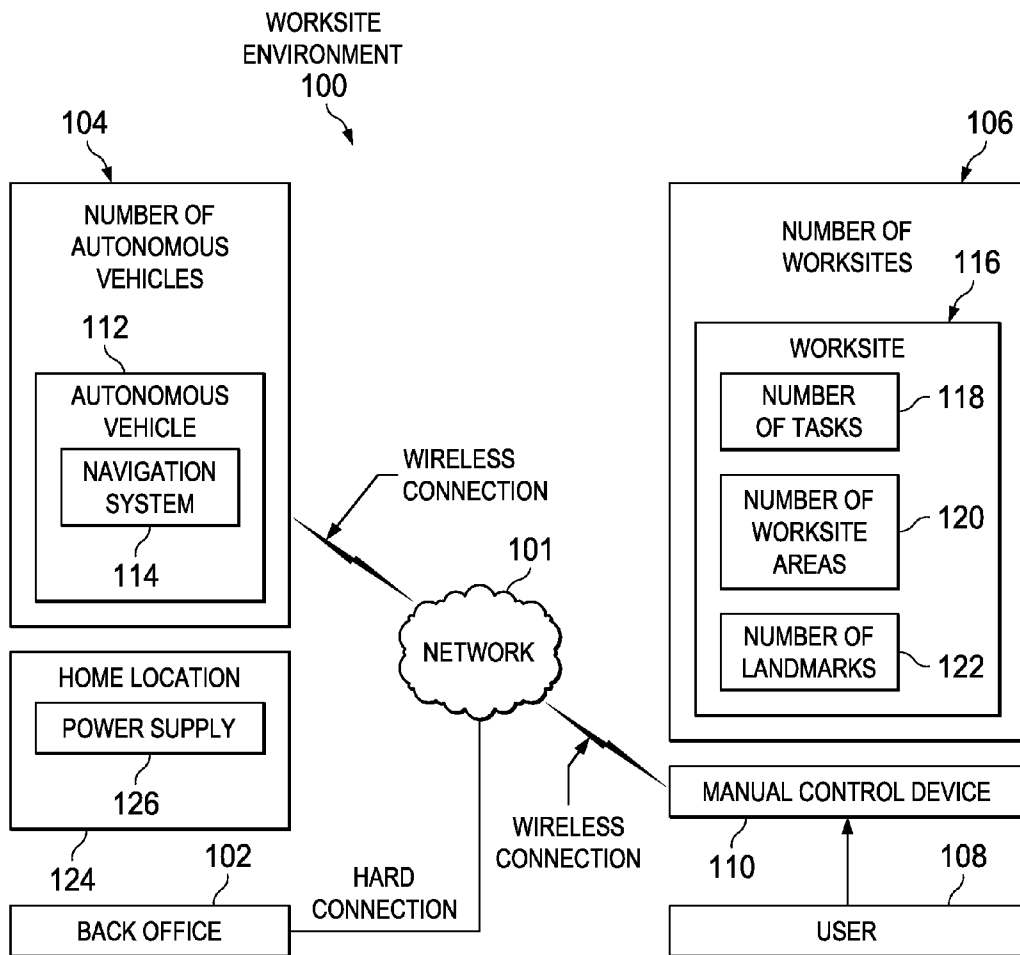 WORKSITE
ENVIRONMENT
100
104
NUMBER OF
AUTONOMOUS
VEHICLES
112
AUTONOMOUS
VEHICLE
NAVIGATION
SYSTEM
114
WIRELESS
CONNECTION
101
NETWORK
106
NUMBER OF
WORKSITES
116
WORKSITE
NUMBER
OF TASKS
118
NUMBER OF
WORKSITE
AREAS
120
NUMBER OF
LANDMARKS
122
HOME LOCATION
POWER SUPPLY
126
124
102
BACK OFFICE
HARD
CONNECTION
WIRELESS
CONNECTION
MANUAL CONTROL DEVICE
110
108
USER